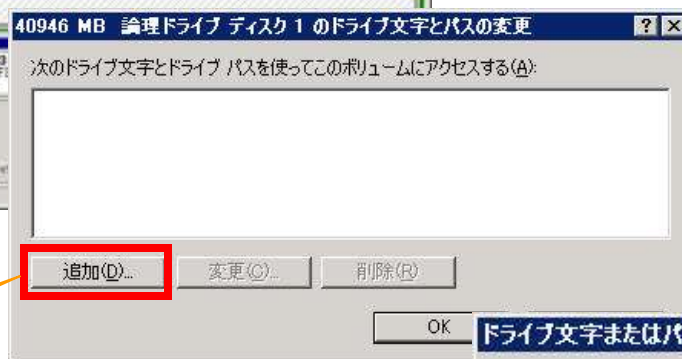 40946 MB 論理ドライブ ディスク 1 のドライブ文字とパスの変更
次のドライブ文字とドライブ パスを使ってこのボリュームにアクセスする(A):
追加(D)... 変更(C)... 削除(R)
OK
ドライブ文字またはパ